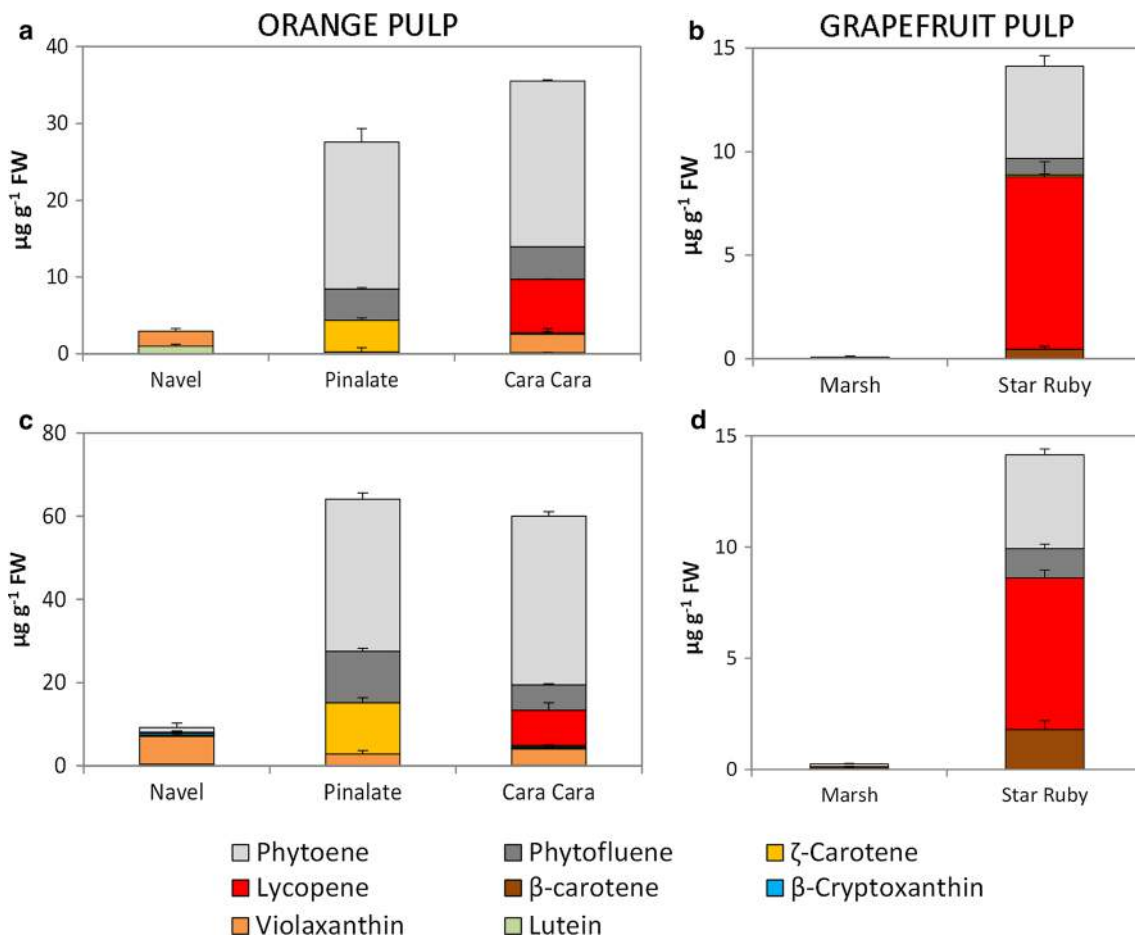 a ORANGE PULP
40
30
20
10
0
µg g-1 FW
Navel Pinalate Cara Cara
b GRAPEFRUIT PULP
15
10
5
0
µg g-1 FW
Marsh Star Ruby
c
80
60
40
20
0
µg g-1 FW
Navel Pinalate Cara Cara
d
15
10
5
0
µg g-1 FW
Marsh Star Ruby
Phytoene Phytofluene ζ-Carotene
Lycopene β-carotene β-Cryptoxanthin
Violaxanthin Lutein